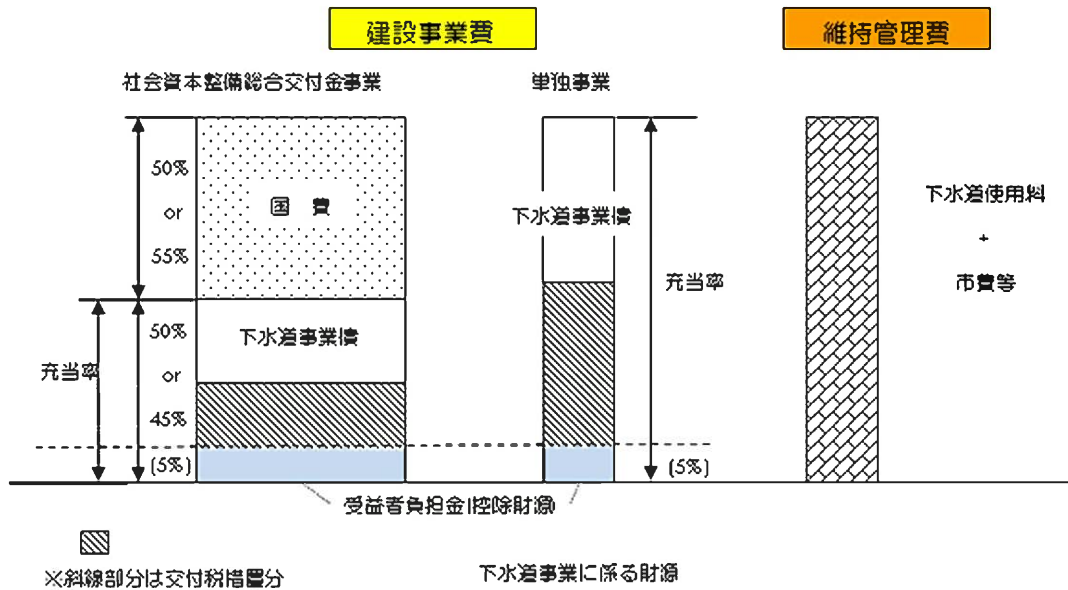 建設事業費
維持管理費
社会資本整備総合交付金事業
単独事業
50%
or
55%
国 費
下水道事業債
下水道使用料
+
市費等
充当率
50%
or
45%
下水道事業債
充当率
(5%)
(5%)
受益者負担金(控除財源)
※斜線部分は交付税措置分
下水道事業に係る財源